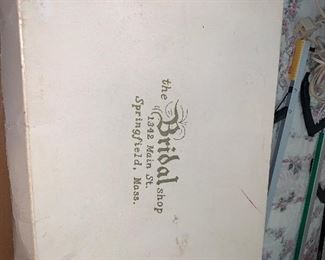 the Bridal shop
1342 Main St.
Springfield, Mass.